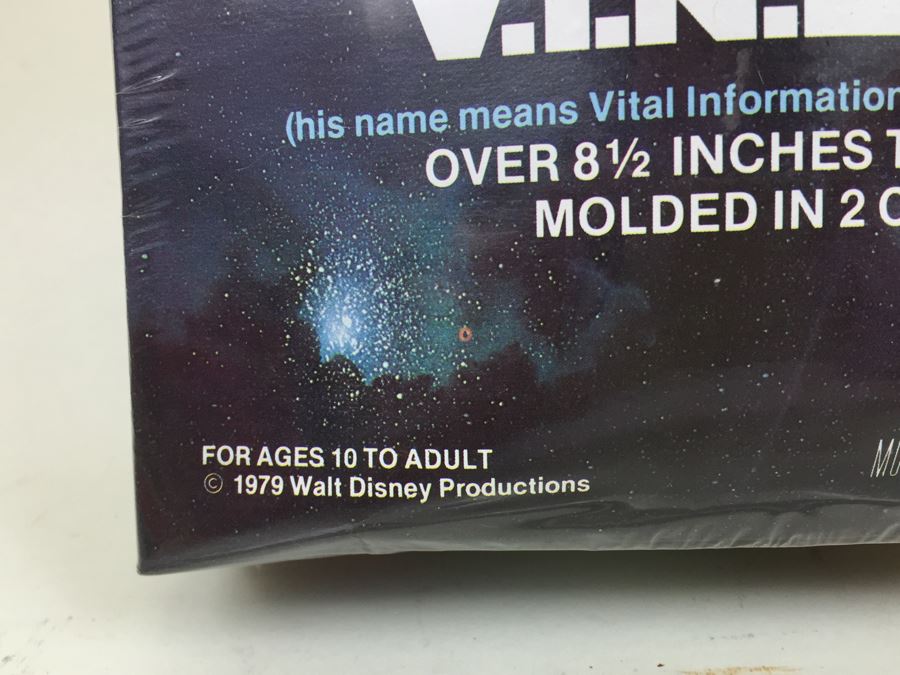 V.I.N.
(his name means Vital Information
OVER 8½ INCHES T
MOLDED IN 2 C
FOR AGES 10 TO ADULT
© 1979 Walt Disney Productions